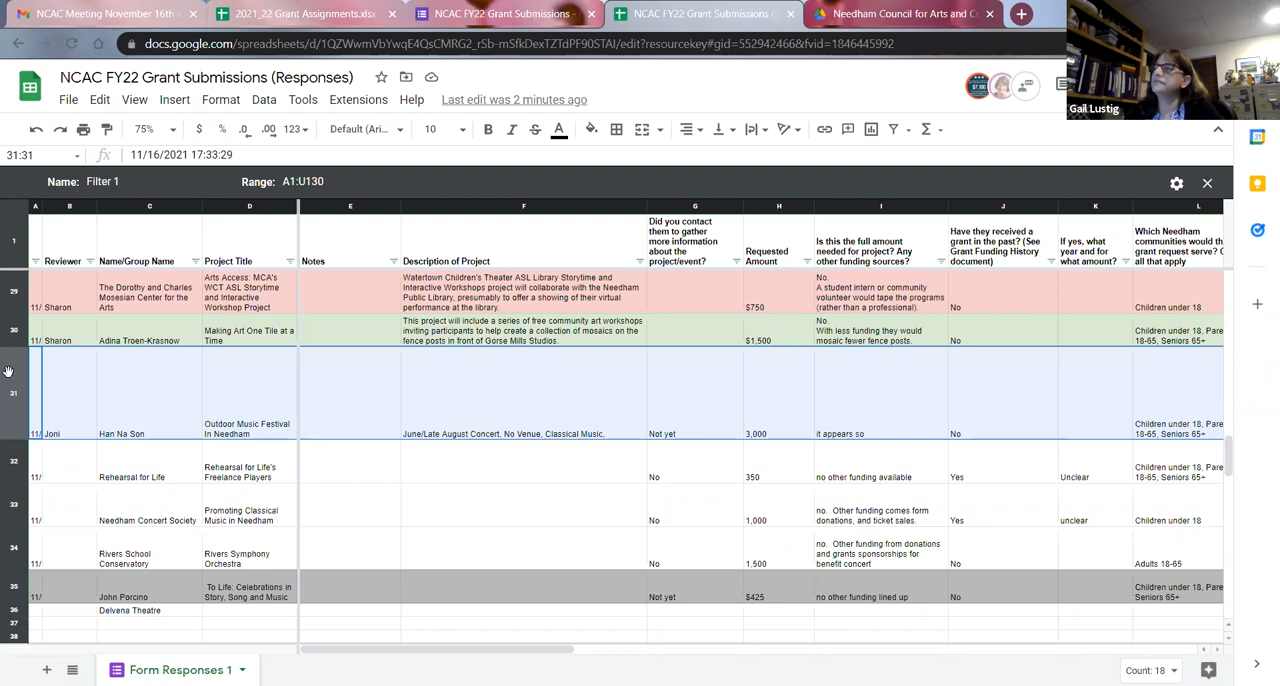 NCAC Meeting November 16th
2021_22 Grant Assignments.xlsx
NCAC FY22 Grant Submissions -
NCAC FY22 Grant Submissions (
Needham Council for Arts and C
docs.google.com/spreadsheets/d/1QZWwmVbYwqE4QsCMRG2_rSb-mSfkDexTZTdPF90STAI/edit?resourcekey#gid=552942466&fvid=1846445992
NCAC FY22 Grant Submissions (Responses)
File Edit View Insert Format Data Tools Extensions Help Last edit was 2 minutes ago
Gail Lustig
75% $ % .0 .00 123 Default (Ari... 10 B I S A
31:31 fx 11/16/2021 17:33:29
Name: Filter 1 Range: A1:U130
A B C D E F G H I J K L
1 Reviewer Name/Group Name Project Title Notes Description of Project
Did you contact them to gather more information about the project/event?
Requested Amount
Is this the full amount needed for project? Any other funding sources?
Have they received a grant in the past? (See Grant Funding History document)
If yes, what year and for what amount?
Which Needham communities would th grant request serve? C all that apply
29 11/ Sharon
The Dorothy and Charles Mosesian Center for the Arts
Arts Access: MCA's WCT ASL Storytime and Interactive Workshop Project
Watertown Children's Theater ASL Library Storytime and Interactive Workshops project will collaborate with the Needham Public Library, presumably to offer a showing of their virtual performance at the library.
$750
No. A student intern or community volunteer would tape the programs (rather than a professional).
No
Children under 18
30 11/ Sharon Adina Troen-Krasnow
Making Art One Tile at a Time
This project will include a series of free community art workshops inviting participants to help create a collection of mosaics on the fence posts in front of Gorse Mills Studios.
$1,500
No. With less funding they would mosaic fewer fence posts.
No
Children under 18, Pare 18-65, Seniors 65+
31 11/ Joni Han Na Son
Outdoor Music Festival In Needham
June/Late August Concert, No Venue, Classical Music,
Not yet 3,000 it appears so No
Children under 18, Pare 18-65, Seniors 65+
32 11/ Rehearsal for Life
Rehearsal for Life's Freelance Players
No 350 no other funding available Yes Unclear
Children under 18, Pare 18-65, Seniors 65+
33 11/ Needham Concert Society
Promoting Classical Music in Needham
No 1,000
no. Other funding comes form donations, and ticket sales.
Yes unclear Children under 18
34 11/
Rivers School Conservatory
Rivers Symphony Orchestra
No 1,500
no. Other funding from donations and grants sponsorships for benefit concert
No Adults 18-65
35 11/ John Porcino
To Life: Celebrations in Story, Song and Music
Not yet $425 no other funding lined up No
Children under 18, Pare Seniors 65+
36 Delvena Theatre
37
38
Form Responses 1
Count: 18